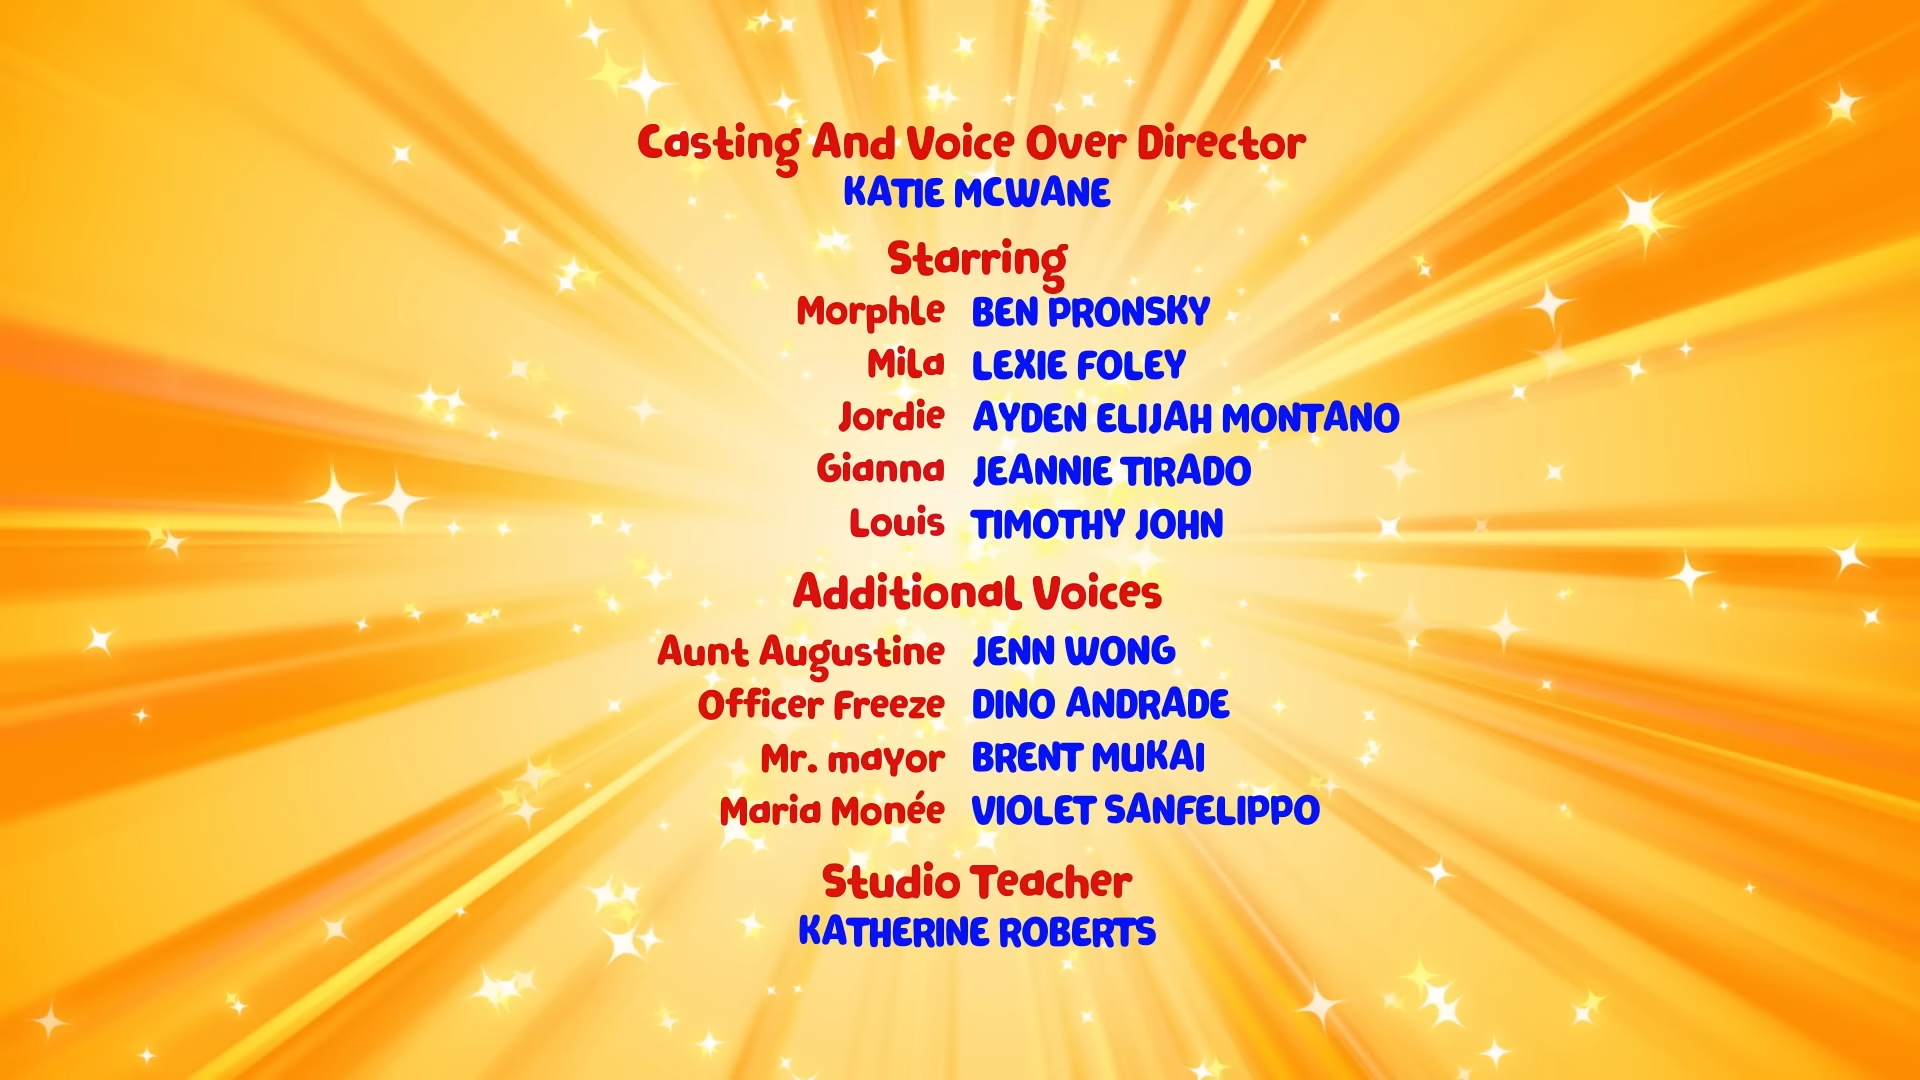 Casting And Voice Over Director
KATIE MCWANE
Starring
Morphle BEN PRONSKY
Mila LEXIE FOLEY
Jordie AYDEN ELIJAH MONTANO
Gianna JEANNIE TIRADO
Louis TIMOTHY JOHN
Additional Voices
Aunt Augustine JENN WONG
Officer Freeze DINO ANDRADE
Mr. mayor BRENT MUKAI
Maria Monée VIOLET SANFELIPPO
Studio Teacher
KATHERINE ROBERTS